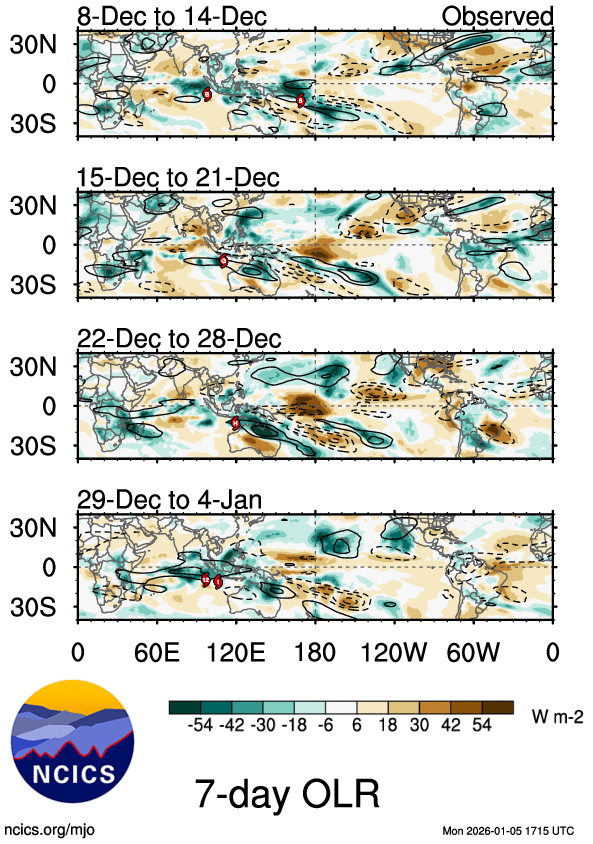 8-Dec to 14-Dec Observed
30N
0
30S
15-Dec to 21-Dec
30N
0
30S
22-Dec to 28-Dec
30N
0
30S
H
29-Dec to 4-Jan
30N
0
30S
12 1
0 60E 120E 180 120W 60W 0
-54 -42 -30 -18 -6 6 18 30 42 54 W m-2
NCICS
7-day OLR
ncics.org/mjo Mon 2026-01-05 1715 UTC